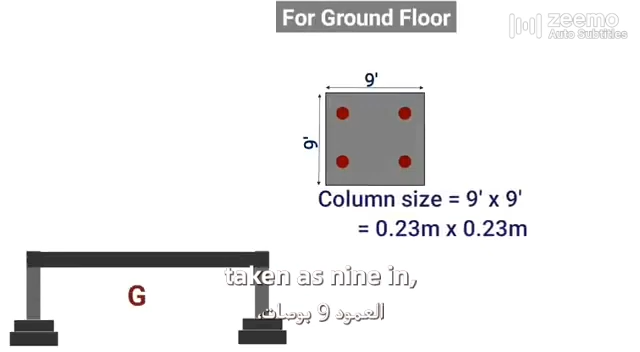 For Ground Floor
zeemo
Auto Subtitles
9'
9'
Column size = 9' x 9'
= 0.23m x 0.23m
taken as nine in,
العمود 9 بوصات،
G